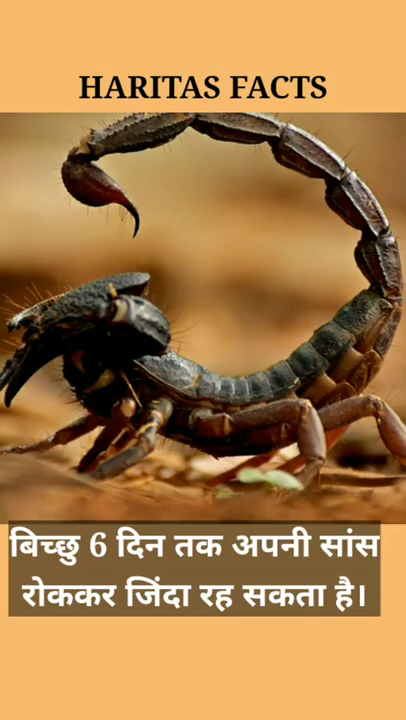 HARITAS FACTS
बिच्छु 6 दिन तक अपनी सांस
रोककर जिंदा रह सकता है।